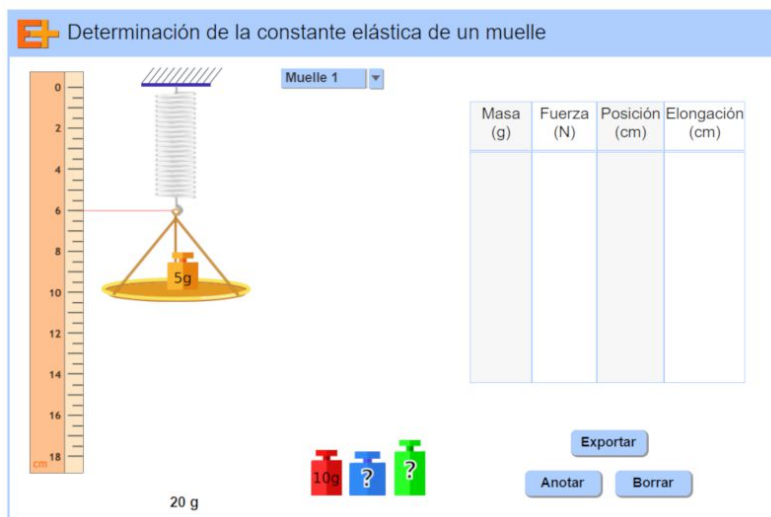 E+ Determinación de la constante elástica de un muelle
Muelle 1
0
2
4
6
8
10
12
14
16
18
cm
5g
Masa Fuerza Posición Elongación
(g) (N) (cm) (cm)
10g ? ?
20 g
Exportar
Anotar Borrar